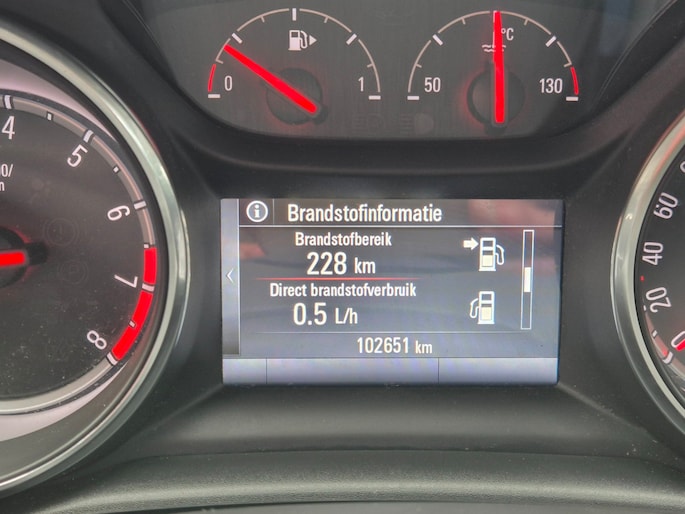 0
1
50
°C
130
4
5
6
7
8
i
Brandstofinformatie
Brandstofbereik
228 km
Direct brandstofverbruik
0.5 L/h
102651 km
60
40
20